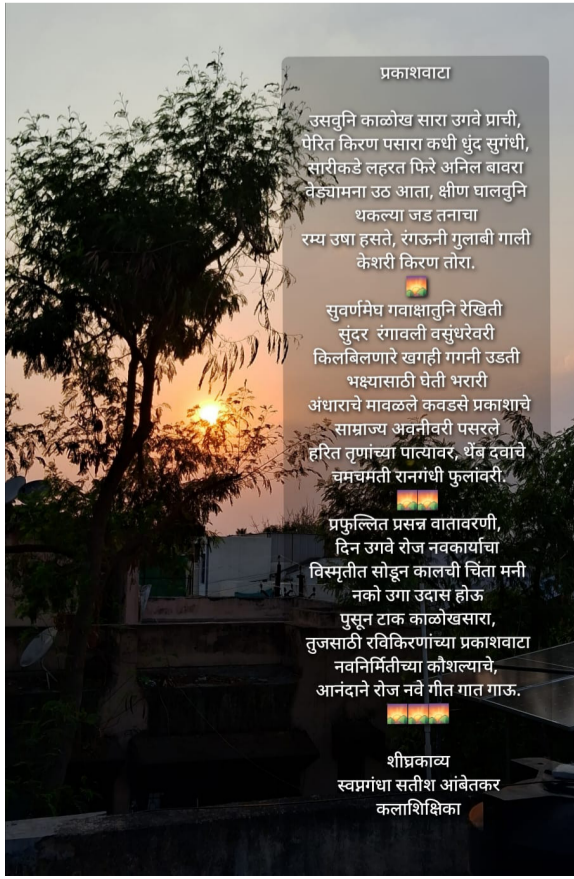 प्रकाशवाटा
उसवुनि काळोख सारा उगवे प्राची,
पेरित किरण पसारा कधी धुंद सुगंधी,
सारीकडे लहरत फिरे अनिल बावरा
वेड्यामना उठ आता, क्षीण घालवुनि
थकल्या जड तनाचा
रम्य उषा हसते, रंगऊनी गुलाबी गाली
केशरी किरण तोरा.
सुवर्णमेघ गवाक्षातुनि रेखिती
सुंदर रंगावली वसुंधरेवरी
किलबिलणारे खगही गगनी उडती
भक्ष्यासाठी घेती भरारी
अंधाराचे मावळले कवडसे प्रकाशाचे
साम्राज्य अवनीवरी पसरले
हरित तृणांच्या पात्यावर, थेंब दवाचे
चमचमती रानगंधी फुलांवरी.
प्रफुल्लित प्रसन्न वातावरणी,
दिन उगवे रोज नवकार्याचा
विस्मृतीत सोडून कालची चिंता मनी
नको उगा उदास होऊ
पुसून टाक काळोखसारा,
तुजसाठी रविकिरणांच्या प्रकाशवाटा
नवनिर्मितीच्या कौशल्याचे,
आनंदाने रोज नवे गीत गात गाऊ.
शीघ्रकाव्य
स्वप्नगंधा सतीश आंबेतकर
कलाशिक्षिका